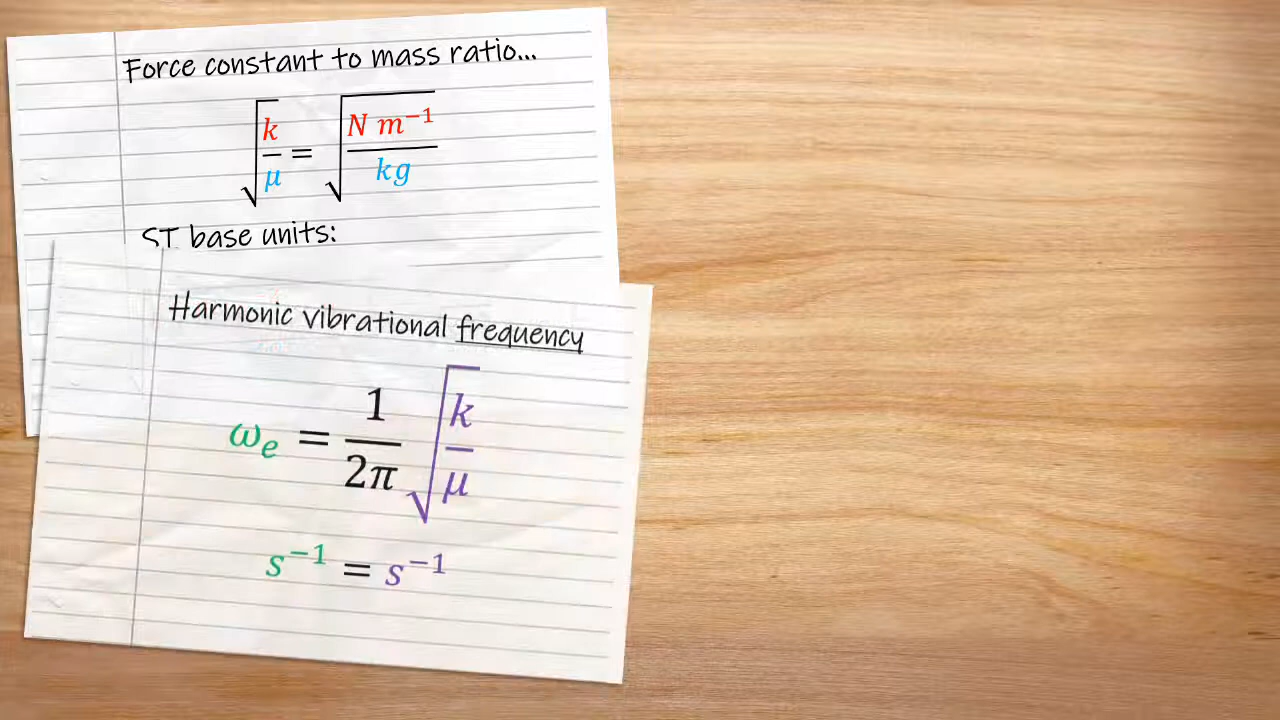 Force constant to mass ratio...
√(k/μ) = √(N m⁻¹/kg)
SI base units:
Harmonic vibrational frequency
ωₑ = 1/2π √(k/μ)
s⁻¹ = s⁻¹